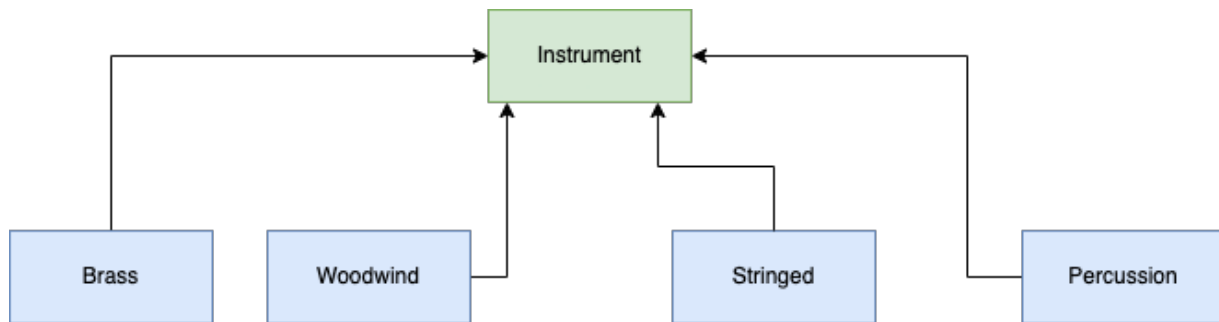 Instrument
Brass
Woodwind
Stringed
Percussion